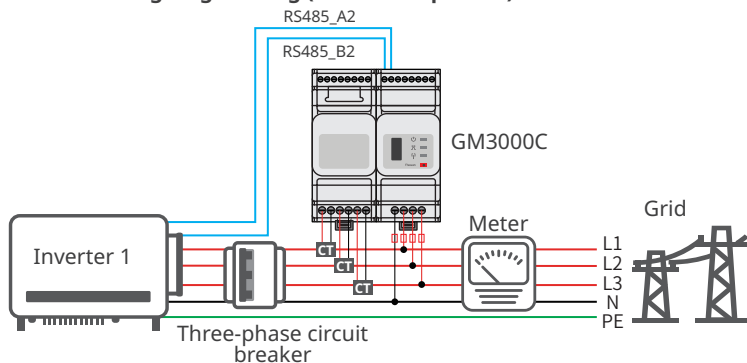 RS485_A2
RS485_B2
GM3000C
Meter
Grid
Inverter 1
CT
CT
CT
L1
L2
L3
N
PE
Three-phase circuit
breaker